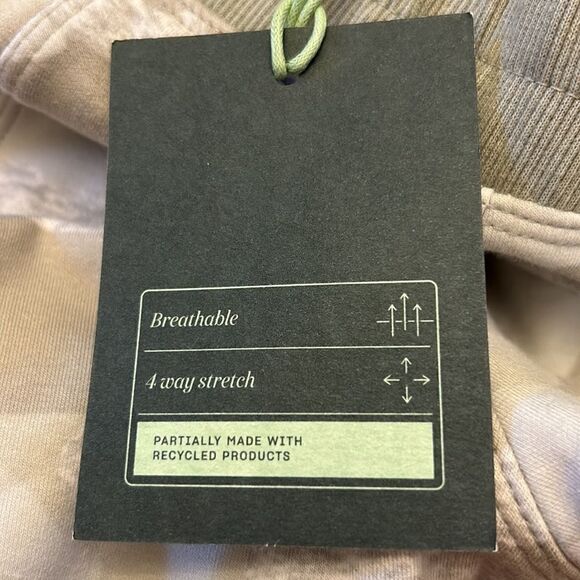 Breathable
4 way stretch
PARTIALLY MADE WITH
RECYCLED PRODUCTS